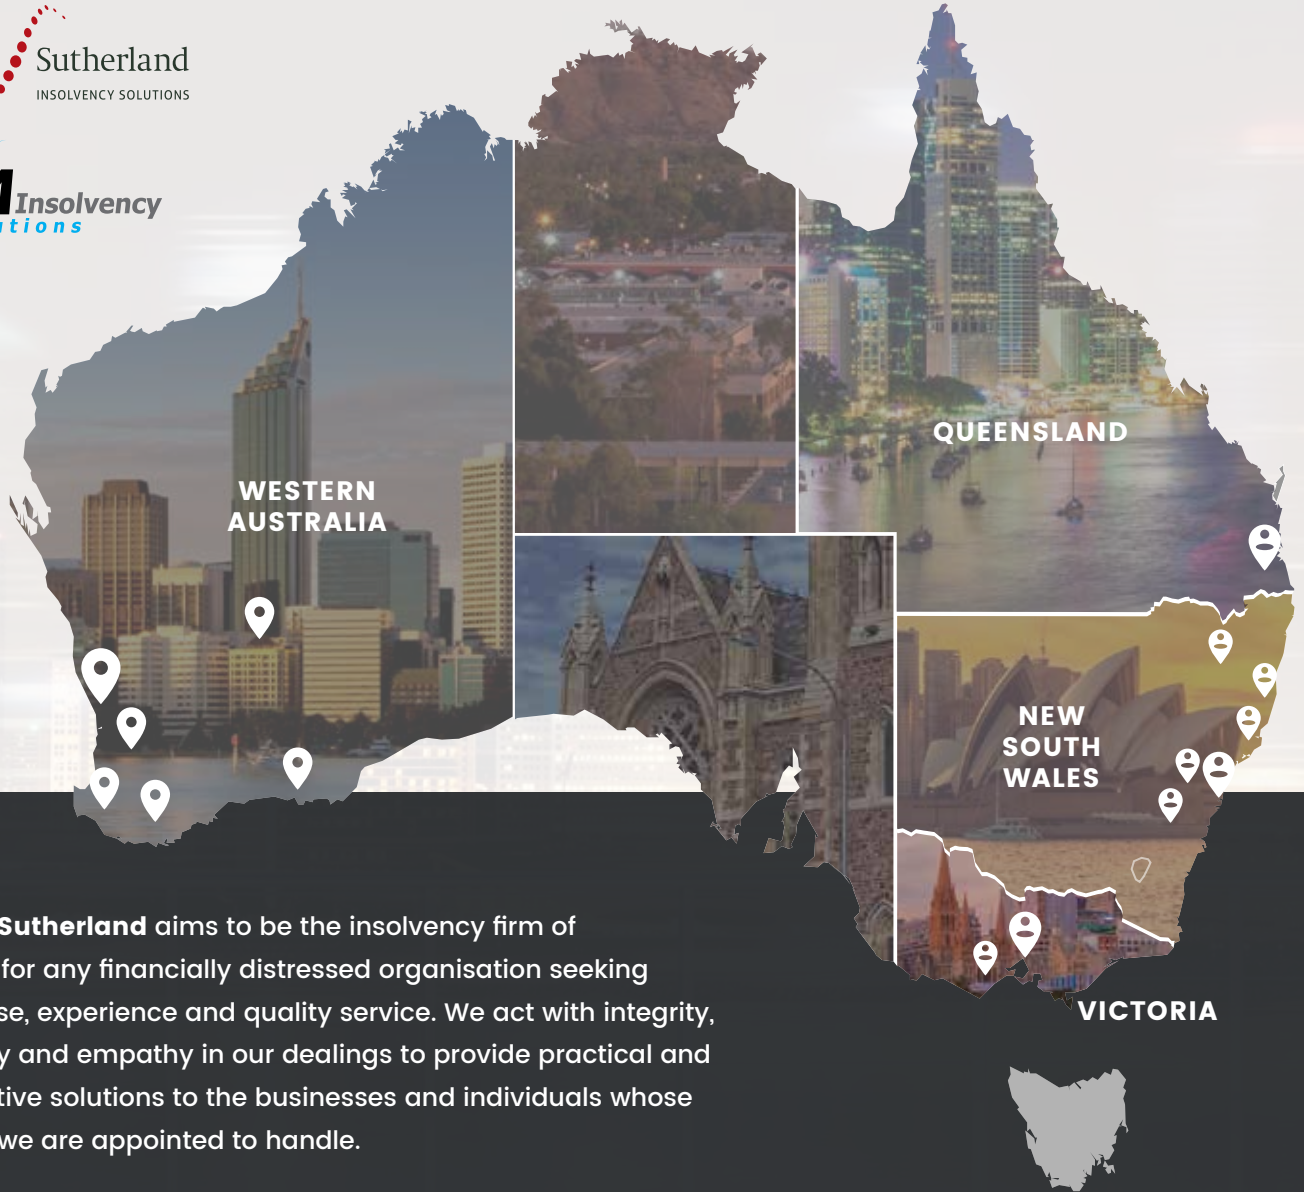 Sutherland
INSOLVENCY SOLUTIONS
Insolvency
QUEENSLAND
WESTERN
AUSTRALIA
NEW
SOUTH
WALES
Sutherland aims to be the insolvency firm of
for any financially distressed organisation seeking
experience and quality service. We act with integrity,
and empathy in our dealings to provide practical and
solutions to the businesses and individuals whose
we are appointed to handle.
VICTORIA